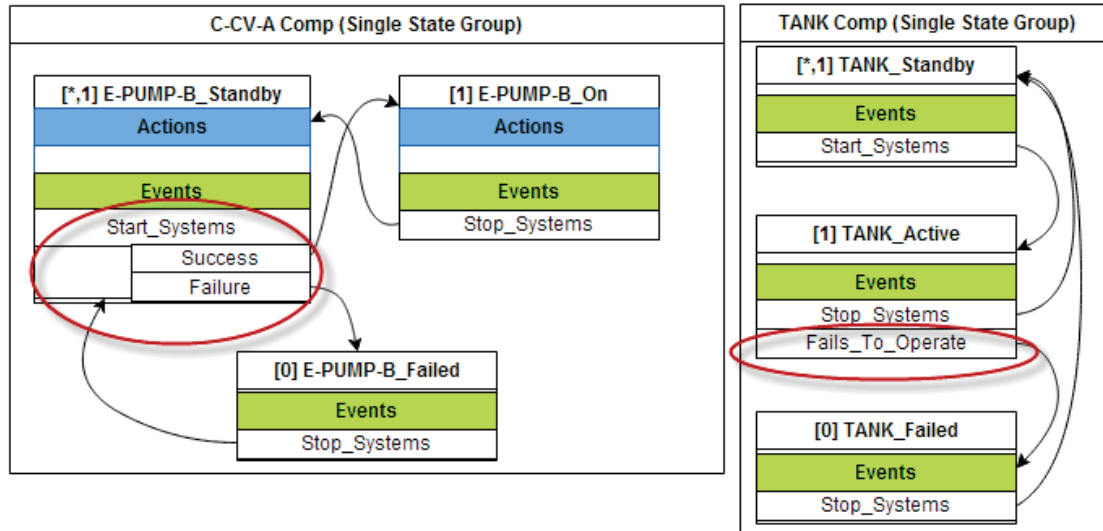 C-CV-A Comp (Single State Group)
[*,1] E-PUMP-B_Standby
Actions
Events
Start_Systems
Success
Failure
[1] E-PUMP-B_On
Actions
Events
Stop_Systems
[0] E-PUMP-B_Failed
Events
Stop_Systems
TANK Comp (Single State Group)
[*,1] TANK_Standby
Events
Start_Systems
[1] TANK_Active
Events
Stop_Systems
Fails_To_Operate
[0] TANK_Failed
Events
Stop_Systems